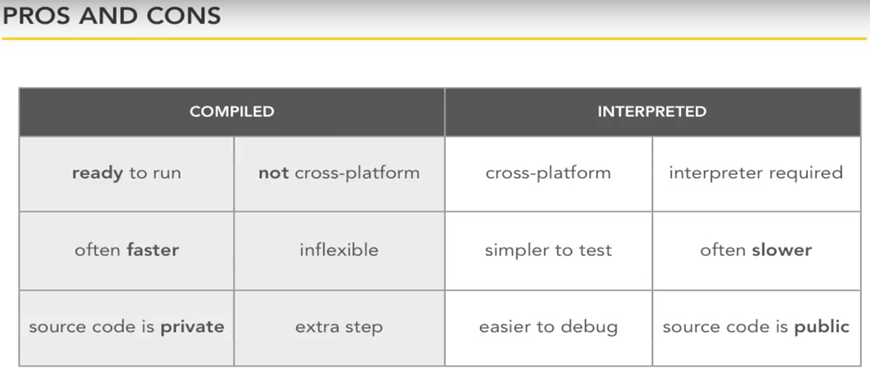 PROS AND CONS
COMPILED INTERPRETED
ready to run not cross-platform cross-platform interpreter required
often faster inflexible simpler to test often slower
source code is private extra step easier to debug source code is public